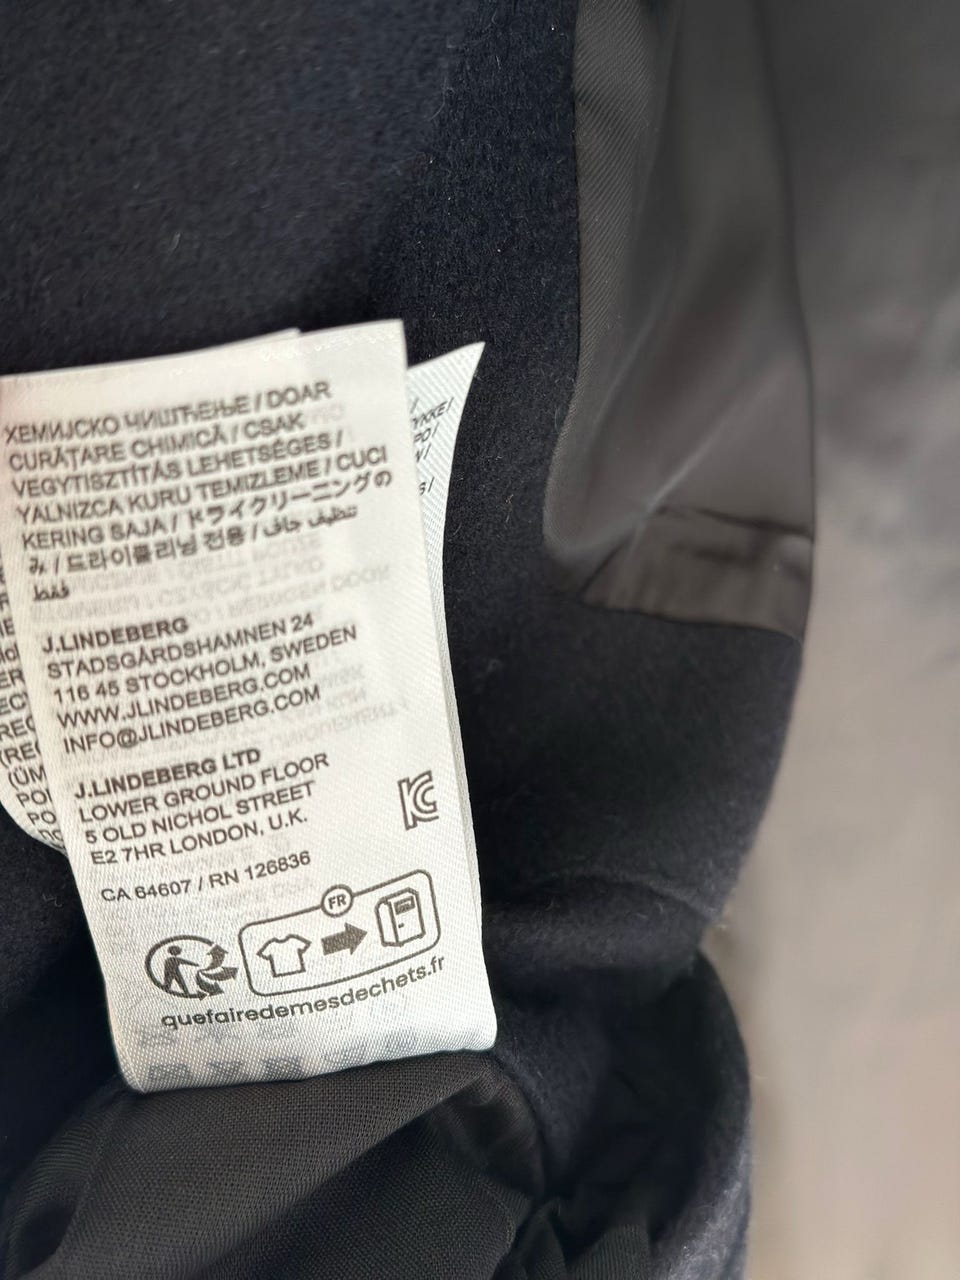 ХЕМИЈСКО ЧИШЋЕЊЕ / DOAR
CURĂȚARE CHIMICĂ / CSAK
VEGYTISZTÍTÁS LEHETSÉGES /
YALNIZCA KURU TEMIZLEME / CUCI
KERING SAJA / ドライクリーニングの
み / 드라이클리닝 전용 / تنظيف جاف
فقط
J.LINDEBERG
STADSGÅRDSHAMNEN 24
116 45 STOCKHOLM, SWEDEN
WWW.JLINDEBERG.COM
INFO@JLINDEBERG.COM
J.LINDEBERG LTD
LOWER GROUND FLOOR
5 OLD NICHOL STREET
E2 7HR LONDON, U.K.
CA 64607 / RN 126836
FR
quefairedemesdechets.fr